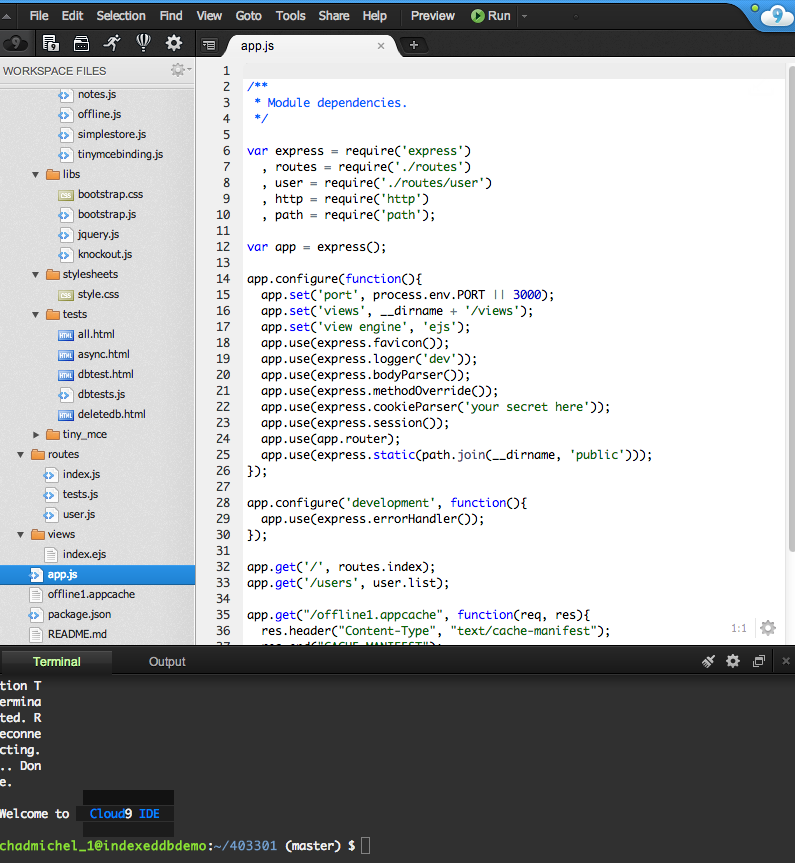 File Edit Selection Find View Goto Tools Share Help Preview Run
9 9
WORKSPACE FILES
app.js
notes.js
offline.js
simplestore.js
tinymcebinding.js
libs
CSS bootstrap.css
bootstrap.js
jquery.js
knockout.js
stylesheets
CSS style.css
tests
HTML all.html
HTML async.html
HTML dbtest.html
dbtests.js
HTML deletedb.html
tiny_mce
routes
index.js
tests.js
user.js
views
index.ejs
app.js
offline1.appcache
package.json
README.md
1
2 /**
3  * Module dependencies.
4  */
5
6 var express = require('express')
7   , routes = require('./routes')
8   , user = require('./routes/user')
9   , http = require('http')
10   , path = require('path');
11
12 var app = express();
13
14 app.configure(function(){
15   app.set('port', process.env.PORT || 3000);
16   app.set('views', __dirname + '/views');
17   app.set('view engine', 'ejs');
18   app.use(express.favicon());
19   app.use(express.logger('dev'));
20   app.use(express.bodyParser());
21   app.use(express.methodOverride());
22   app.use(express.cookieParser('your secret here'));
23   app.use(express.session());
24   app.use(app.router);
25   app.use(express.static(path.join(__dirname, 'public')));
26 });
27
28 app.configure('development', function(){
29   app.use(express.errorHandler());
30 });
31
32 app.get('/', routes.index);
33 app.get('/users', user.list);
34
35 app.get("/offline1.appcache", function(req, res){
36   res.header("Content-Type", "text/cache-manifest");
1:1
Terminal Output
tion T
ermina
ted. R
econne
cting.
.. Don
e.
Welcome to Cloud9 IDE
chadmichel_1@indexeddbdemo:~/403301 (master) $